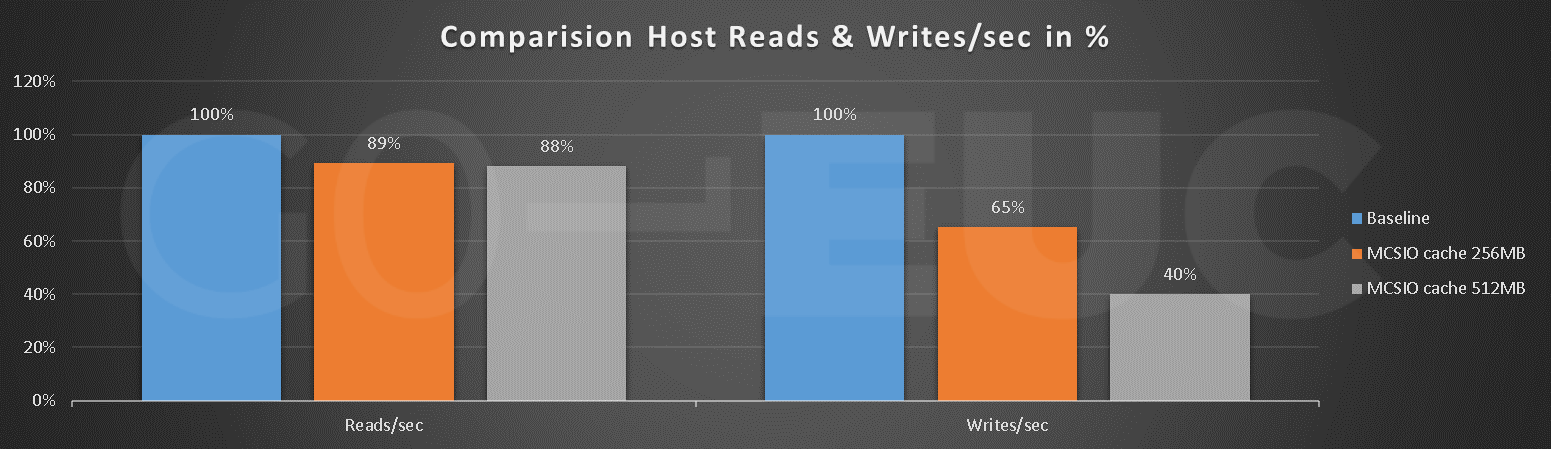 Comparision Host Reads & Writes/sec in %
120%
100%
80%
60%
40%
20%
0%
100%
89%
88%
100%
65%
40%
Reads/sec
Writes/sec
Baseline
MCSIO cache 256MB
MCSIO cache 512MB
GO-EUC